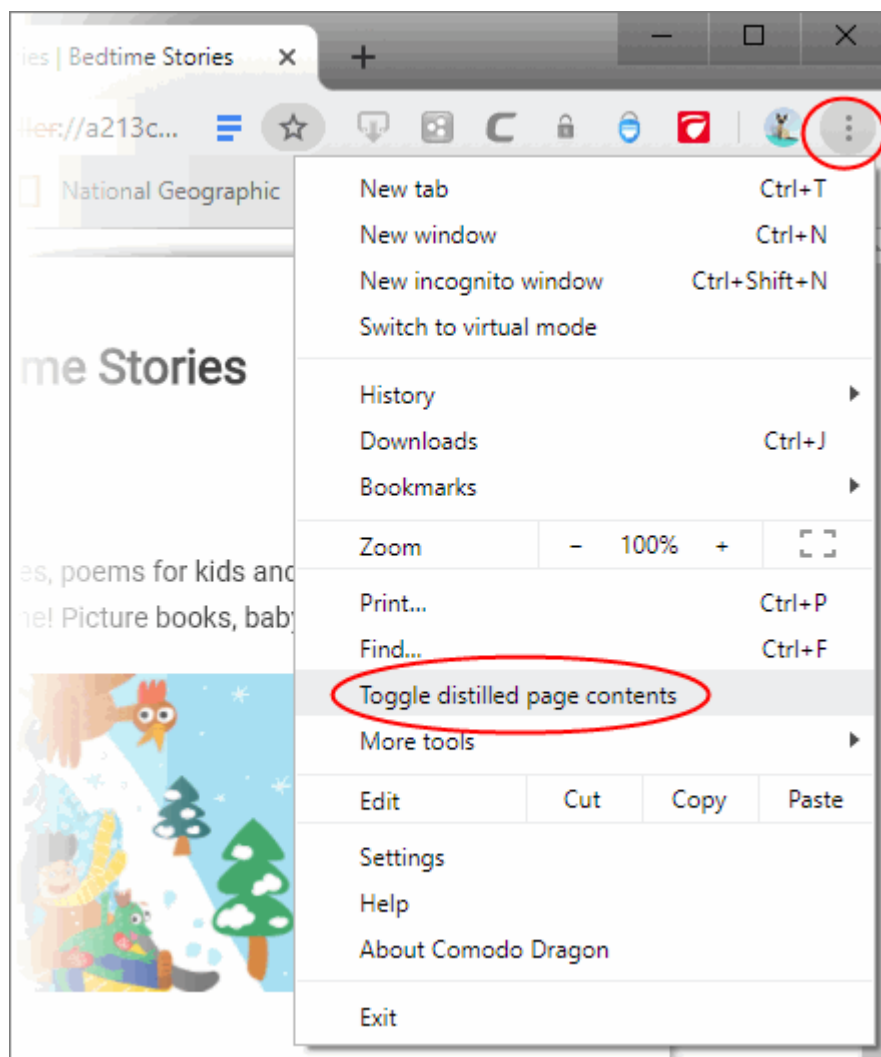 ies | Bedtime Stories
ller://a213c...
National Geographic
me Stories
es, poems for kids and
ne! Picture books, baby
New tab Ctrl+T
New window Ctrl+N
New incognito window Ctrl+Shift+N
Switch to virtual mode
History
Downloads Ctrl+J
Bookmarks
Zoom - 100% +
Print... Ctrl+P
Find... Ctrl+F
Toggle distilled page contents
More tools
Edit Cut Copy Paste
Settings
Help
About Comodo Dragon
Exit